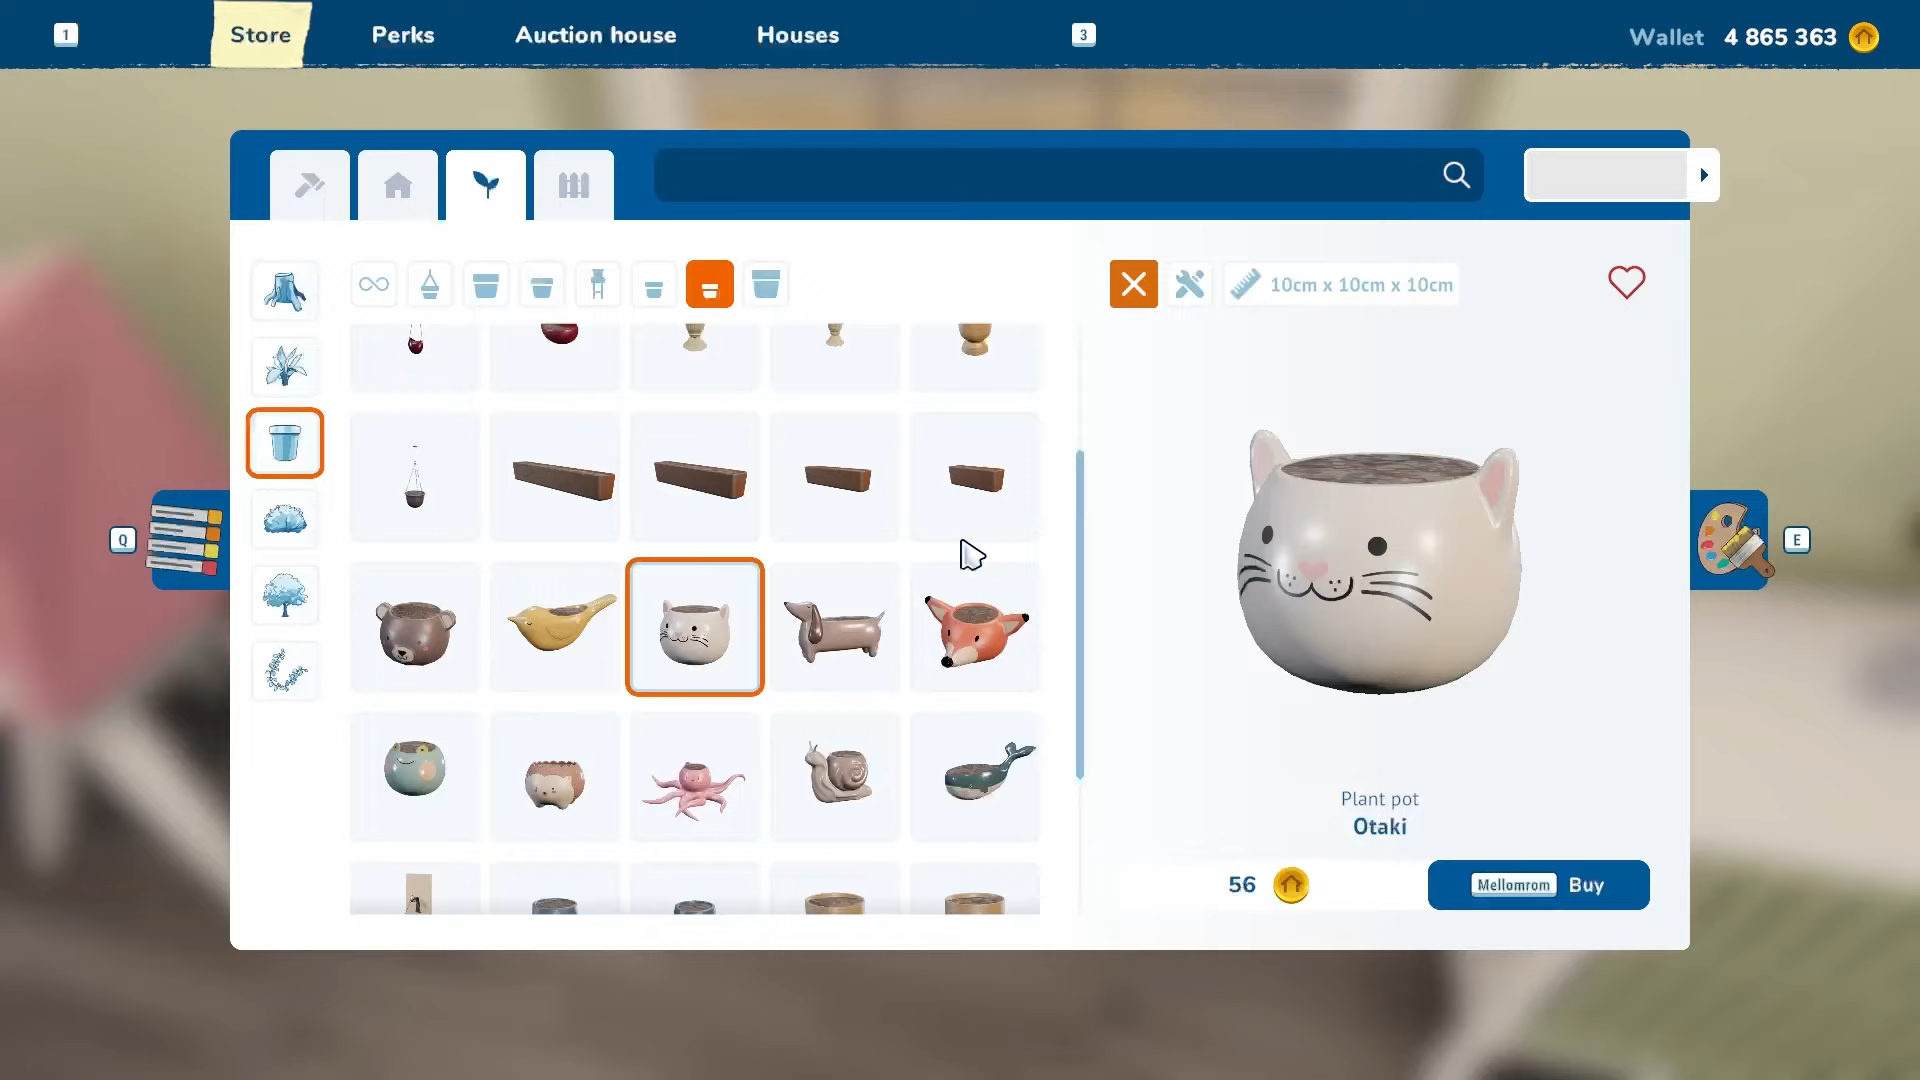 1
Store
Perks
Auction house
Houses
3
Wallet 4 865 363
10cm x 10cm x 10cm
Q
E
Plant pot
Otaki
56
Mellomrom Buy